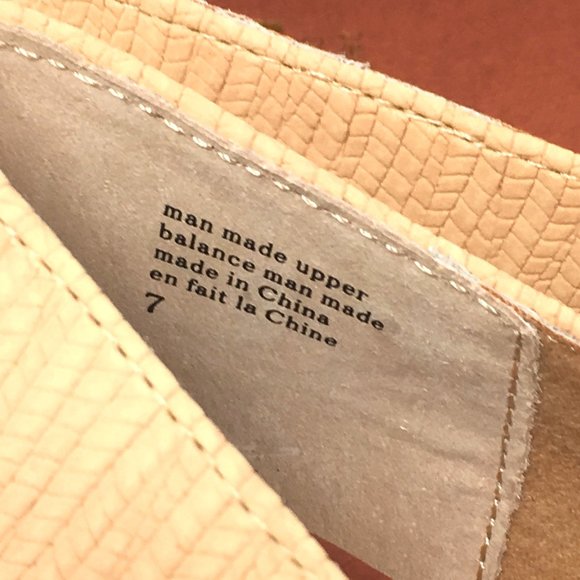 man made upper
balance man made
made in China
en fait la Chine
7